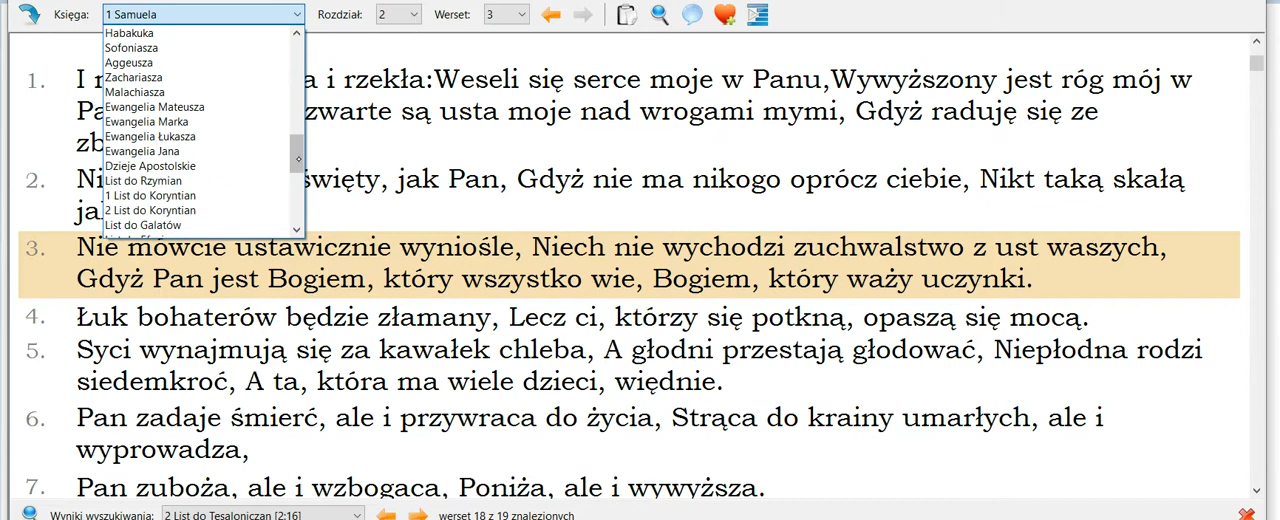 Księga: 1 Samuela Rozdział: 2 Werset: 3
Habakuka
Sofoniasza
Aggeusza
Zachariasza
Malachiasza
Ewangelia Mateusza
Ewangelia Marka
Ewangelia Łukasza
Ewangelia Jana
Dzieje Apostolskie
List do Rzymian
1 List do Koryntian
2 List do Koryntian
List do Galatów
1. I i rzekła:Weseli się serce moje w Panu,Wywyższony jest róg mój w
usta moje nad wrogami mymi, Gdyż raduję się ze
2. jak Pan, Gdyż nie ma nikogo oprócz ciebie, Nikt taką skałą
3. Nie mówcie ustawicznie wyniośle, Niech nie wychodzi zuchwalstwo z ust waszych,
Gdyż Pan jest Bogiem, który wszystko wie, Bogiem, który waży uczynki.
4. Łuk bohaterów będzie złamany, Lecz ci, którzy się potkną, opaszą się mocą.
5. Syci wynajmują się za kawałek chleba, A głodni przestają głodować, Niepłodna rodzi
siedemkroć, A ta, która ma wiele dzieci, więdnie.
6. Pan zadaje śmierć, ale i przywraca do życia, Strąca do krainy umarłych, ale i
wyprowadza,
7. Pan zuboża, ale i wzbogaca, Poniża, ale i wywyższa.
Wyniki wyszukiwania: 2 List do Tesaloniczan [2:16] werset 18 z 19 znalezionych